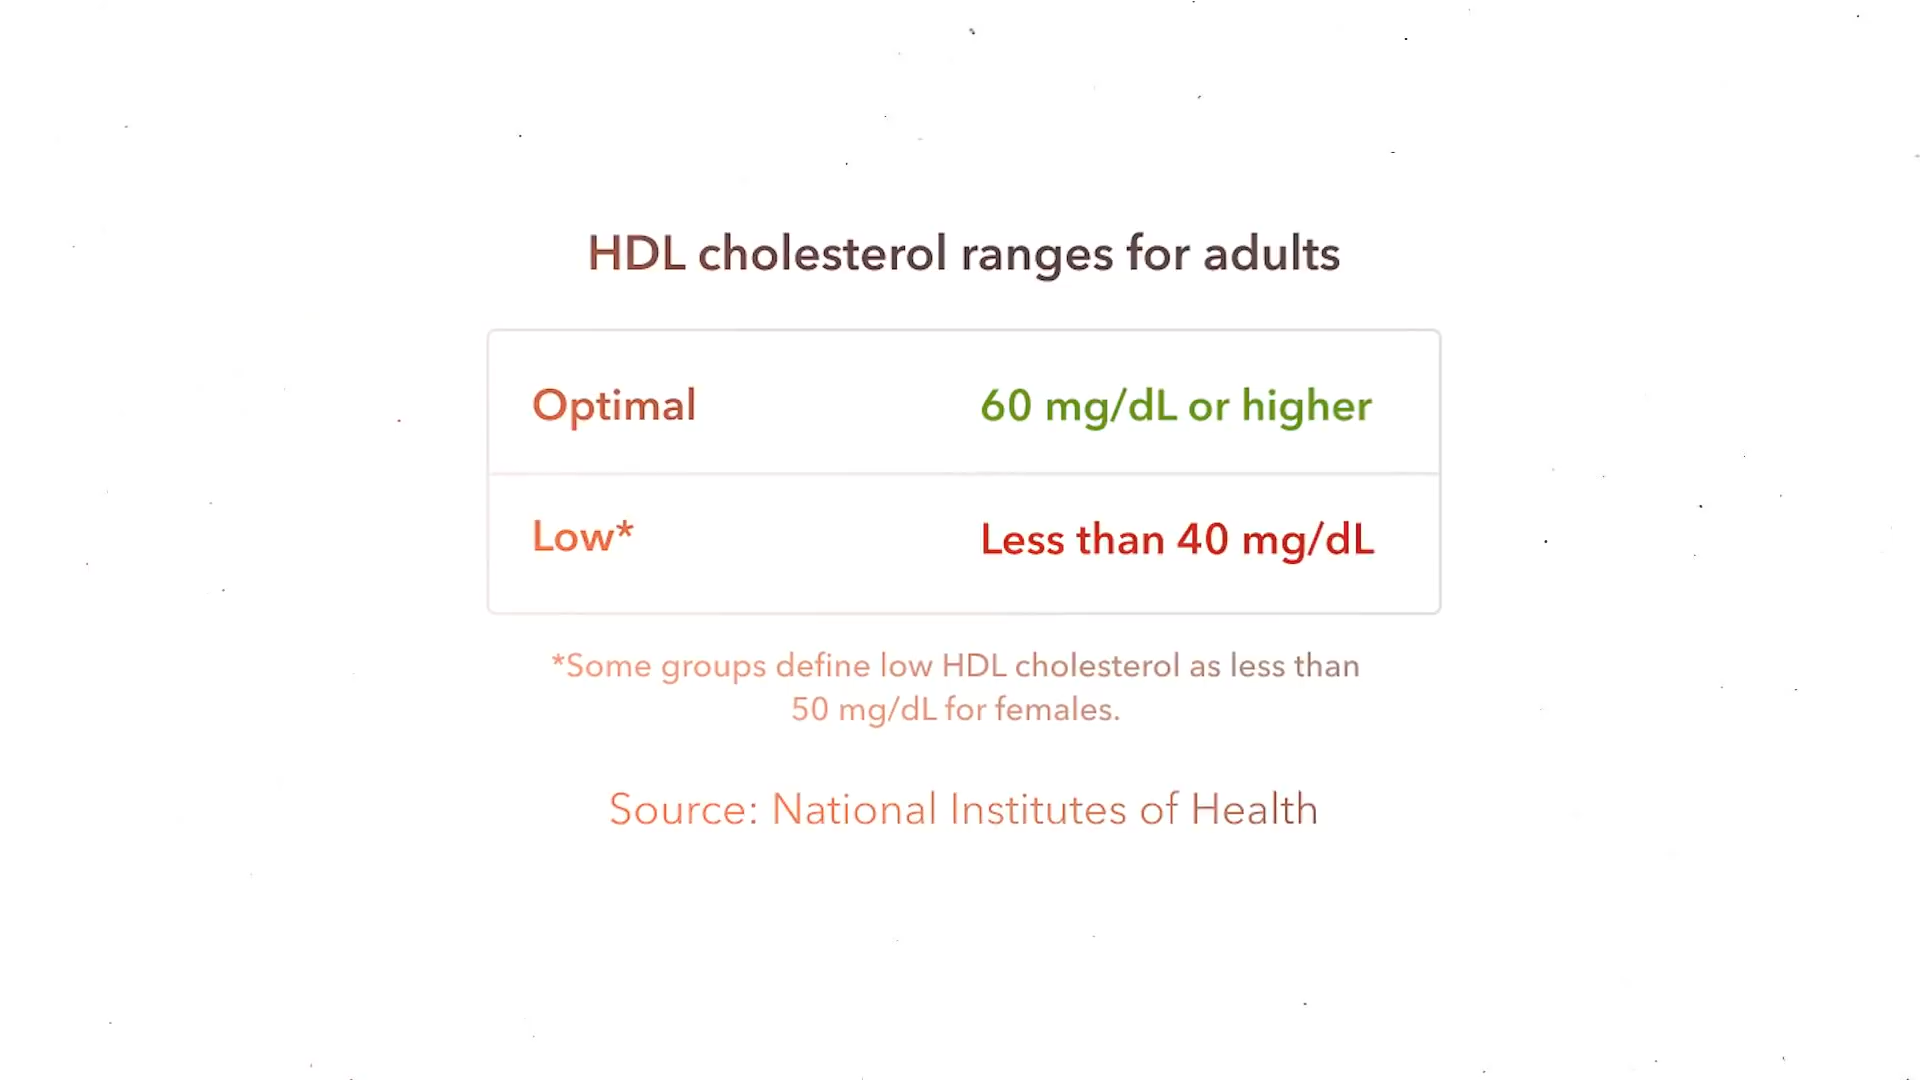 HDL cholesterol ranges for adults
Optimal 60 mg/dL or higher
Low* Less than 40 mg/dL
*Some groups define low HDL cholesterol as less than
50 mg/dL for females.
Source: National Institutes of Health